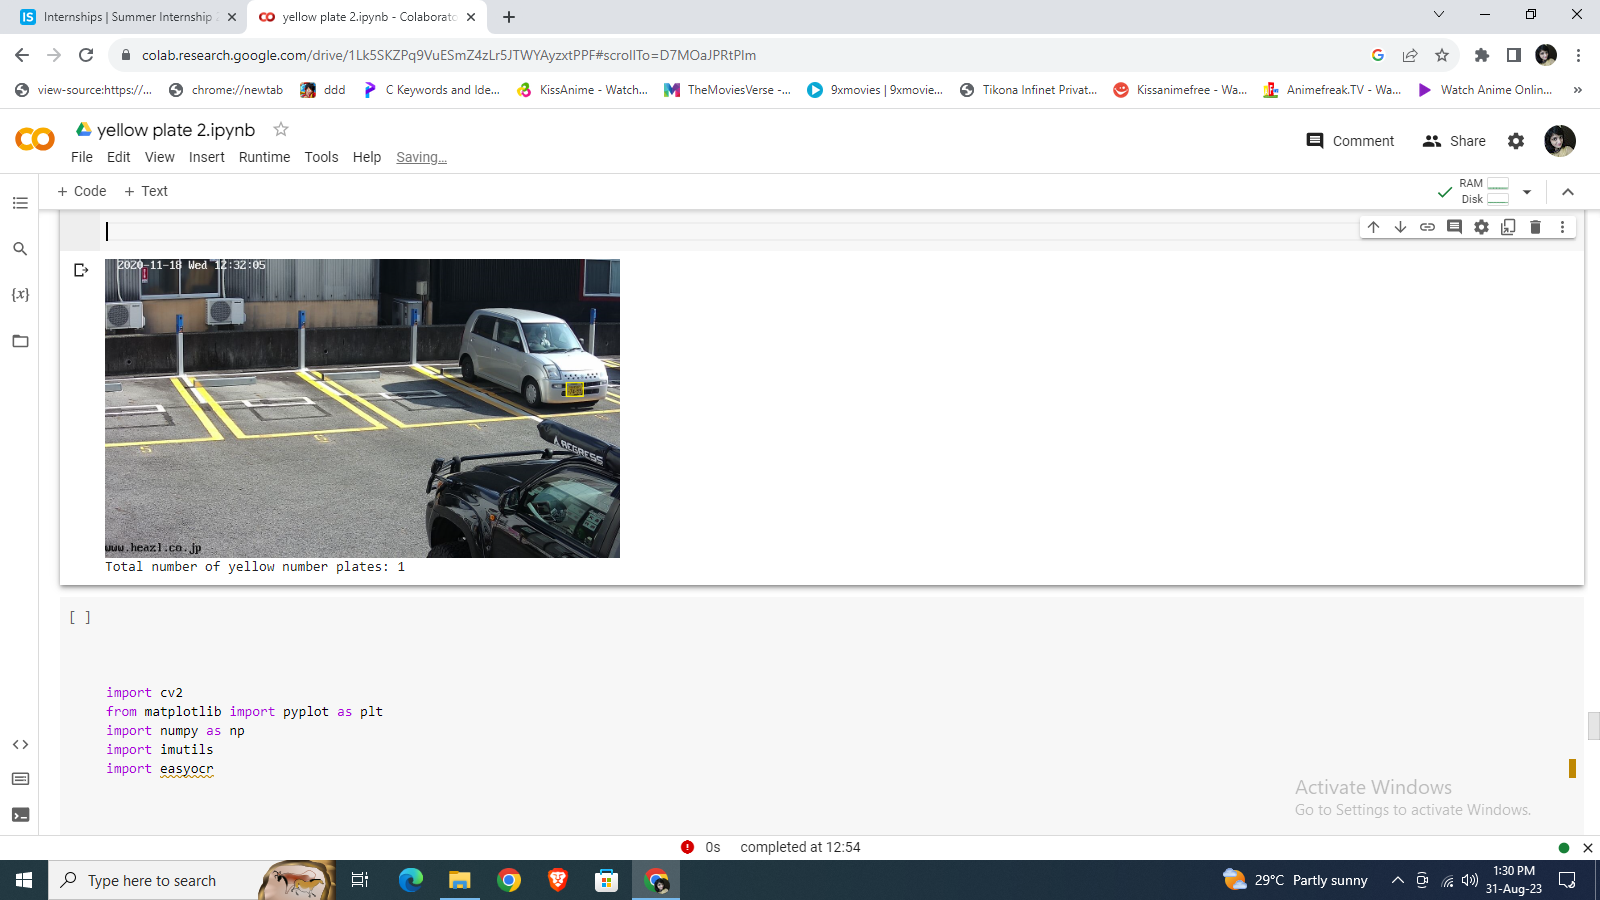 Internships | Summer Internship
yellow plate 2.ipynb - Colaborato
colab.research.google.com/drive/1Lk5SKZPq9VuESmZ4zLr5JTWYAyzxtPPF#scrollTo=D7MOaJPRtPlm
view-source:https://... chrome://newtab ddd C Keywords and Ide... KissAnime - Watch... TheMoviesVerse -... 9xmovies | 9xmovie... Tikona Infinet Privat... Kissanimefree - Wa... Animefreak.TV - Wa... Watch Anime Onlin... »
yellow plate 2.ipynb
Comment Share
File Edit View Insert Runtime Tools Help Saving...
+ Code + Text
RAM
Disk
{x}
2020-11-18 Wed 12:32:05
5
6
7
REGRESS
www.heazl.co.jp
Total number of yellow number plates: 1
[ ]
import cv2
from matplotlib import pyplot as plt
import numpy as np
import imutils
import easyocr
Activate Windows
Go to Settings to activate Windows.
0s completed at 12:54
Type here to search
29°C Partly sunny
1:30 PM
31-Aug-23